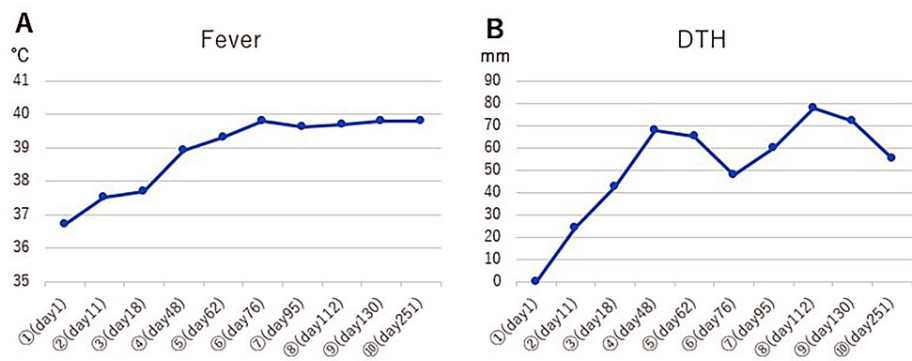 A
Fever
°C
41
40
39
38
37
36
35
①(day1)
②(day11)
③(day18)
④(day48)
⑤(day62)
⑥(day76)
⑦(day95)
⑧(day112)
⑨(day130)
⑩(day251)
B
DTH
mm
90
80
70
60
50
40
30
20
10
0
①(day1)
②(day11)
③(day18)
④(day48)
⑤(day62)
⑥(day76)
⑦(day95)
⑧(day112)
⑨(day130)
⑩(day251)